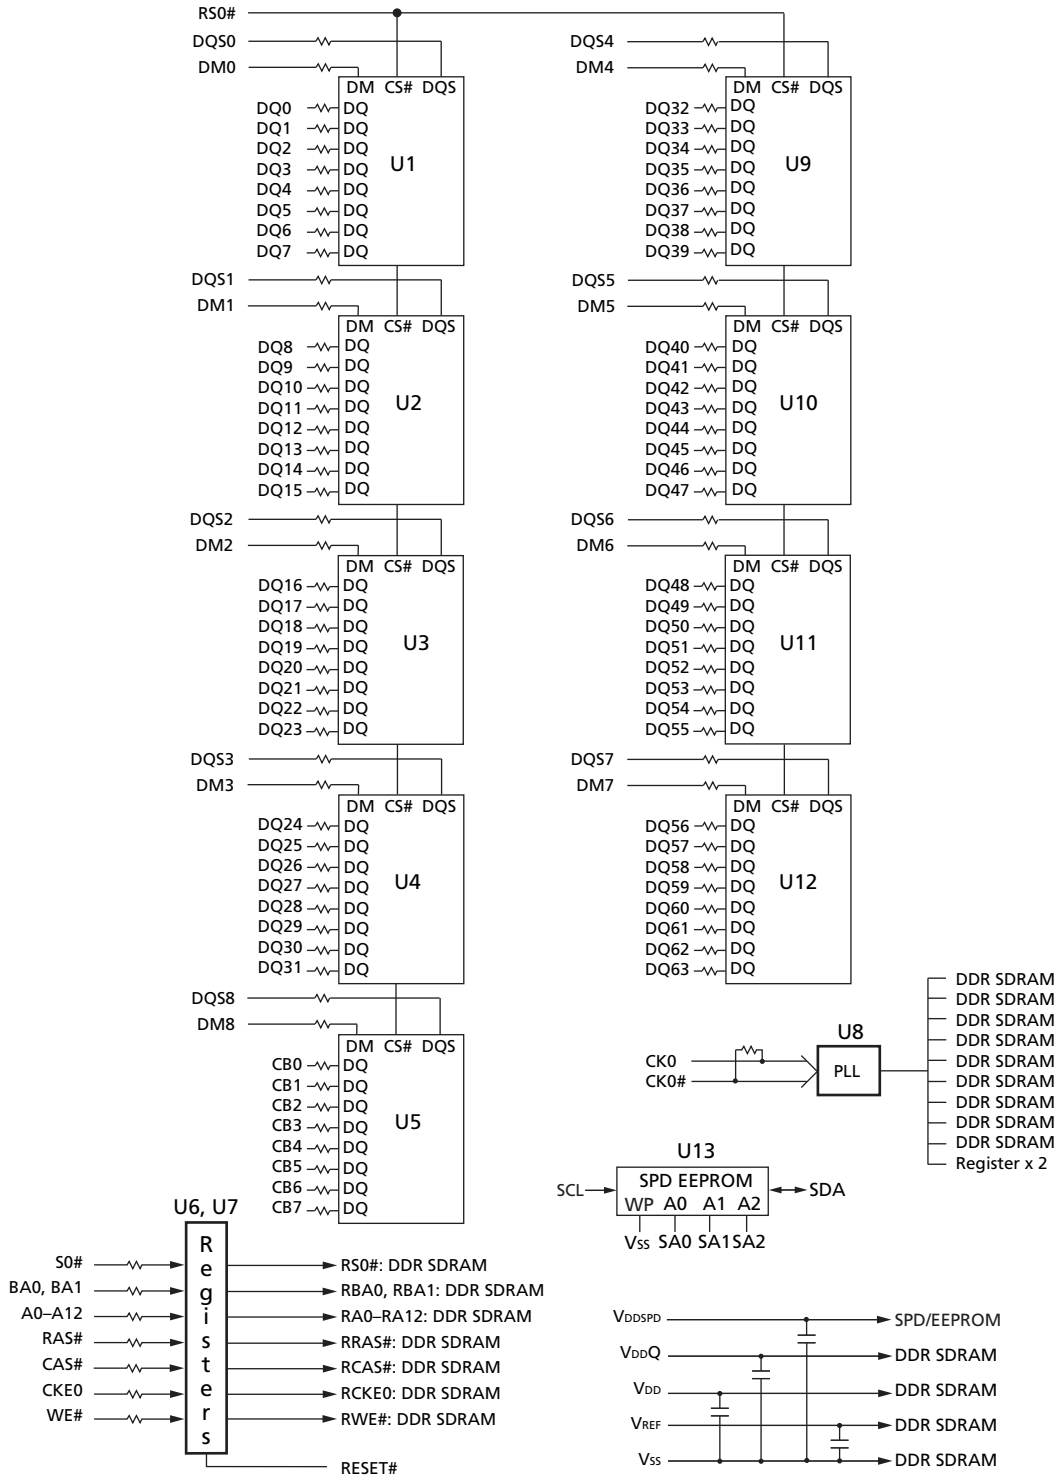 RS0#
DQS0
DM0
DM CS# DQS
DQ0 DQ
DQ1 DQ
DQ2 DQ
DQ3 DQ
DQ4 DQ
DQ5 DQ
DQ6 DQ
DQ7 DQ
U1
DQS1
DM1
DM CS# DQS
DQ8 DQ
DQ9 DQ
DQ10 DQ
DQ11 DQ
DQ12 DQ
DQ13 DQ
DQ14 DQ
DQ15 DQ
U2
DQS2
DM2
DM CS# DQS
DQ16 DQ
DQ17 DQ
DQ18 DQ
DQ19 DQ
DQ20 DQ
DQ21 DQ
DQ22 DQ
DQ23 DQ
U3
DQS3
DM3
DM CS# DQS
DQ24 DQ
DQ25 DQ
DQ26 DQ
DQ27 DQ
DQ28 DQ
DQ29 DQ
DQ30 DQ
DQ31 DQ
U4
DQS8
DM8
DM CS# DQS
CB0 DQ
CB1 DQ
CB2 DQ
CB3 DQ
CB4 DQ
CB5 DQ
CB6 DQ
CB7 DQ
U5
DQS4
DM4
DM CS# DQS
DQ32 DQ
DQ33 DQ
DQ34 DQ
DQ35 DQ
DQ36 DQ
DQ37 DQ
DQ38 DQ
DQ39 DQ
U9
DQS5
DM5
DM CS# DQS
DQ40 DQ
DQ41 DQ
DQ42 DQ
DQ43 DQ
DQ44 DQ
DQ45 DQ
DQ46 DQ
DQ47 DQ
U10
DQS6
DM6
DM CS# DQS
DQ48 DQ
DQ49 DQ
DQ50 DQ
DQ51 DQ
DQ52 DQ
DQ53 DQ
DQ54 DQ
DQ55 DQ
U11
DQS7
DM7
DM CS# DQS
DQ56 DQ
DQ57 DQ
DQ58 DQ
DQ59 DQ
DQ60 DQ
DQ61 DQ
DQ62 DQ
DQ63 DQ
U12
U8
CK0
CK0#
PLL
DDR SDRAM
DDR SDRAM
DDR SDRAM
DDR SDRAM
DDR SDRAM
DDR SDRAM
DDR SDRAM
DDR SDRAM
DDR SDRAM
Register x 2
U13
SPD EEPROM
SCL
SDA
WP A0 A1 A2
VSS SA0 SA1 SA2
U6, U7
Registers
S0#
RS0#: DDR SDRAM
BA0, BA1
RBA0, RBA1: DDR SDRAM
A0–A12
RA0–RA12: DDR SDRAM
RAS#
RRAS#: DDR SDRAM
CAS#
RCAS#: DDR SDRAM
CKE0
RCKE0: DDR SDRAM
WE#
RWE#: DDR SDRAM
RESET#
VDDSPD
SPD/EEPROM
VDDQ
DDR SDRAM
VDD
DDR SDRAM
VREF
DDR SDRAM
VSS
DDR SDRAM